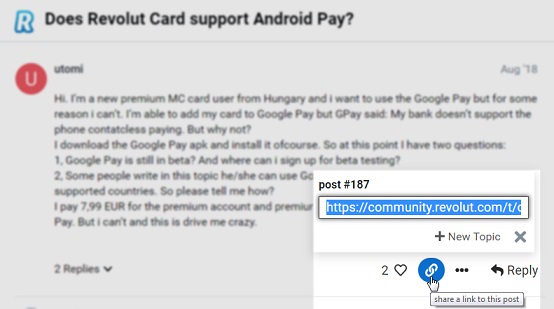 Does Revolut Card support Android Pay?
utomi
Aug '18
U
Hi. I'm a new premium MC card user from Hungary and i want to use the Google Pay but for some
reason i can't. I'm able to add my card to Google Pay but GPay said: My bank doesn't support the
phone contatcless paying. But why not?
I download the Google Pay apk and install it ofcourse. So at this point I have two questions:
1, Google Pay is still in beta? And where can i sign up for beta testing?
2, Some people write in this topic he/she can use Go
supported countries. So please tell me how?
I pay 7,99 EUR for the premium account and premiu
Pay. But i can't and this is drive me crazy.
post #187
https://community.revolut.com/t/d
New Topic
2 Replies
2
Reply
share a link to this post